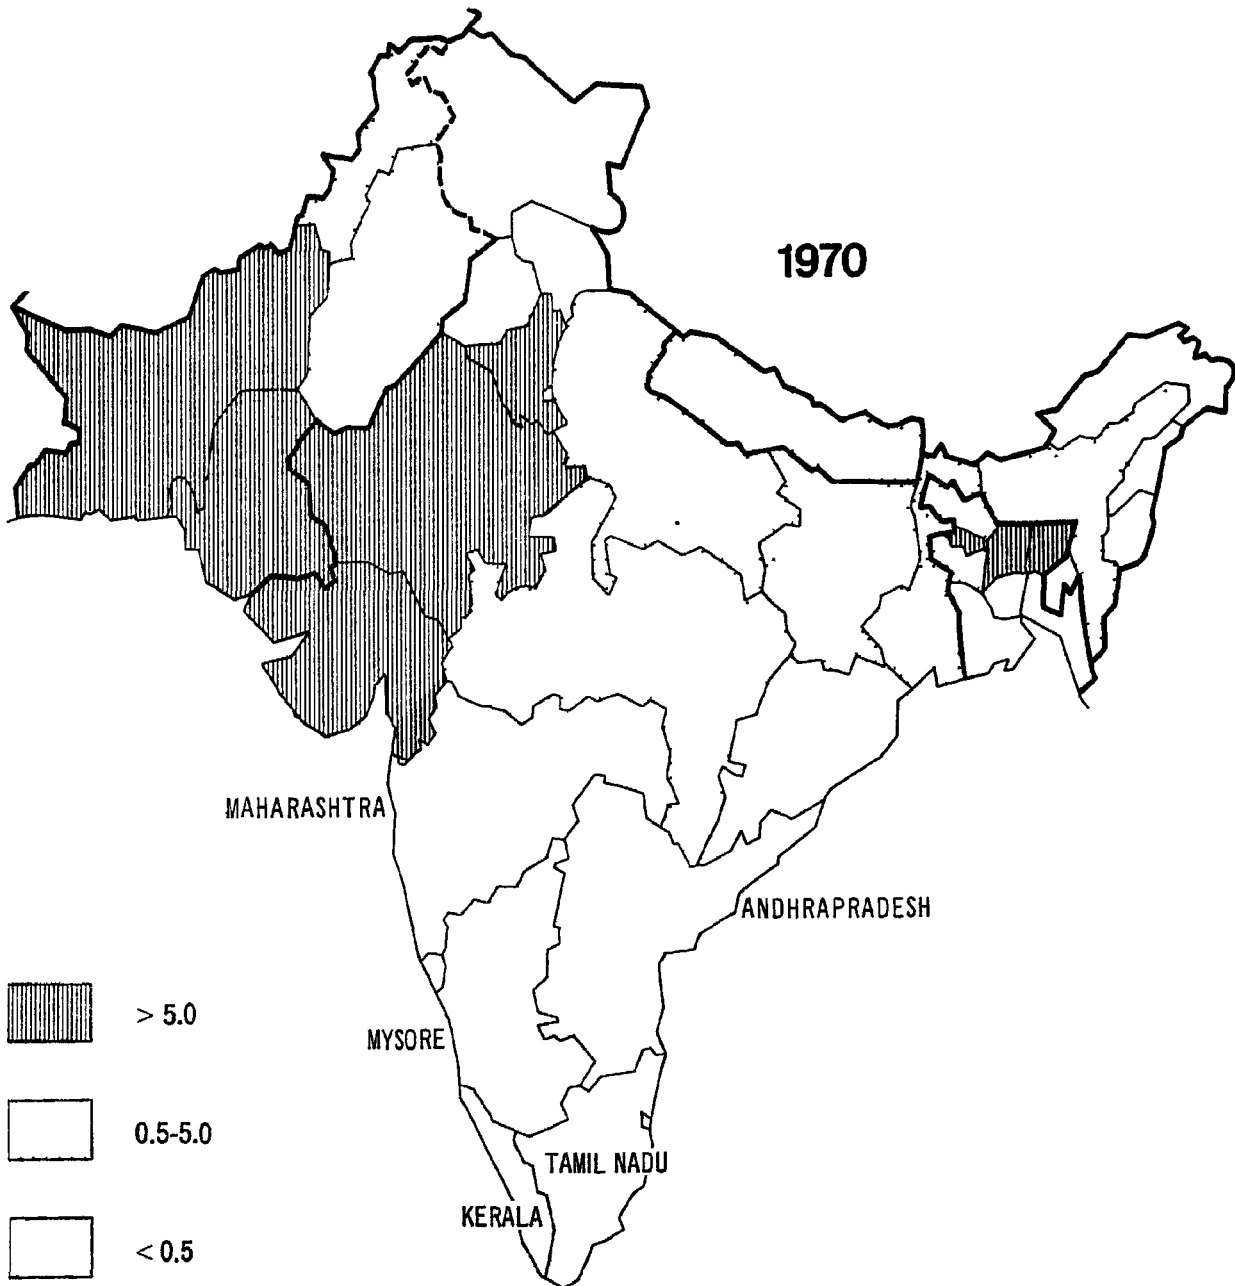 1970
MAHARASHTRA
ANDHRAPRADESH
> 5.0
MYSORE
0.5-5.0
TAMIL NADU
KERALA
< 0.5